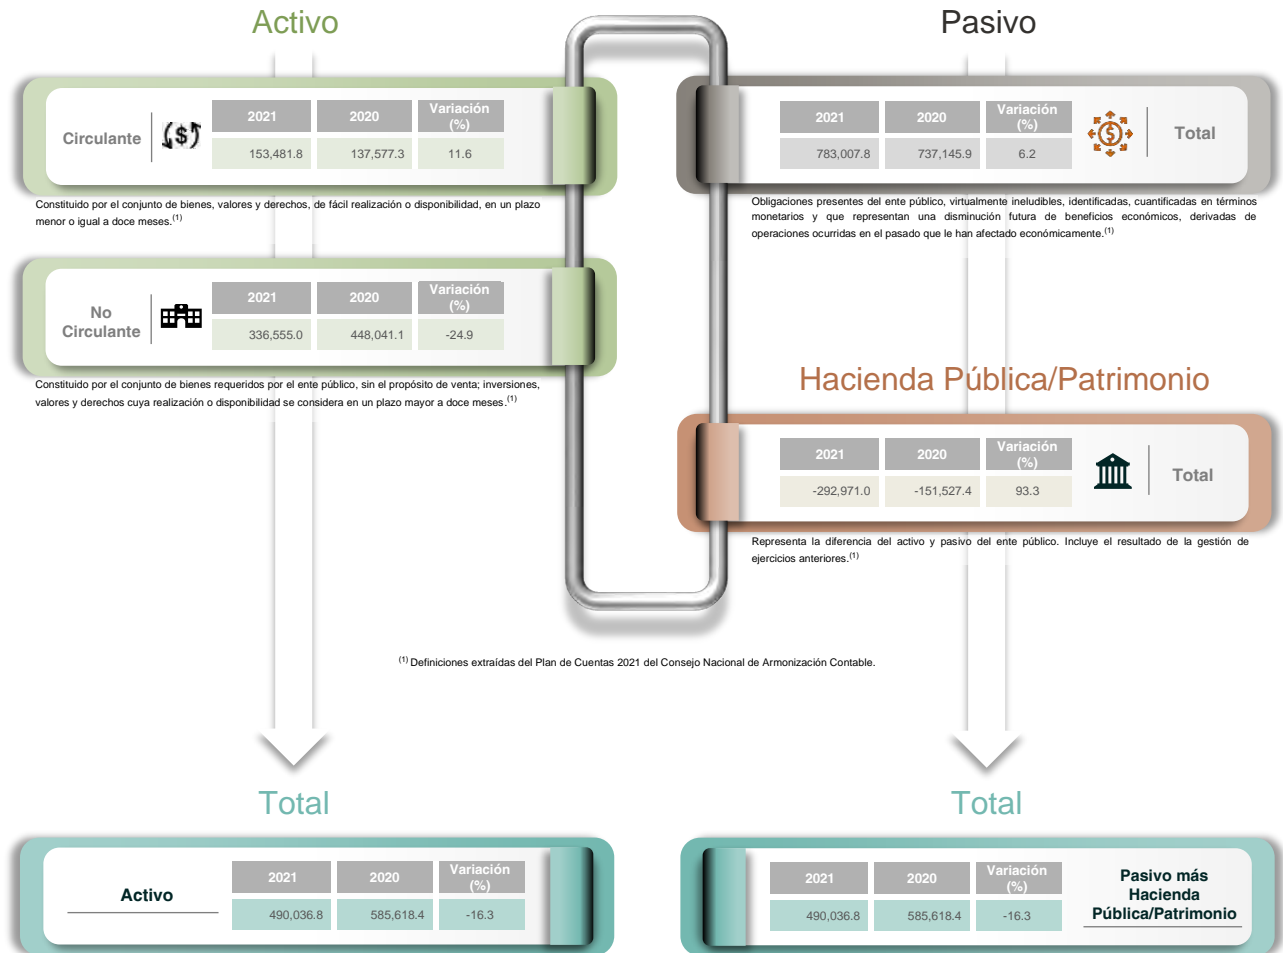 Activo
Circulante
2021 2020 Variación (%)
153,481.8 137,577.3 11.6
Constituido por el conjunto de bienes, valores y derechos, de fácil realización o disponibilidad, en un plazo
menor o igual a doce meses.(1)
No
Circulante
2021 2020 Variación (%)
336,555.0 448,041.1 -24.9
Constituido por el conjunto de bienes requeridos por el ente público, sin el propósito de venta; inversiones,
valores y derechos cuya realización o disponibilidad se considera en un plazo mayor a doce meses.(1)
Pasivo
2021 2020 Variación (%)
783,007.8 737,145.9 6.2
Total
Obligaciones presentes del ente público, virtualmente ineludibles, identificadas, cuantificadas en términos
monetarios y que representan una disminución futura de beneficios económicos, derivadas de
operaciones ocurridas en el pasado que le han afectado económicamente.(1)
Hacienda Pública/Patrimonio
2021 2020 Variación (%)
-292,971.0 -151,527.4 93.3
Total
Representa la diferencia del activo y pasivo del ente público. Incluye el resultado de la gestión de
ejercicios anteriores.(1)
(1) Definiciones extraídas del Plan de Cuentas 2021 del Consejo Nacional de Armonización Contable.
Total
Activo
2021 2020 Variación (%)
490,036.8 585,618.4 -16.3
Total
2021 2020 Variación (%)
490,036.8 585,618.4 -16.3
Pasivo más
Hacienda
Pública/Patrimonio